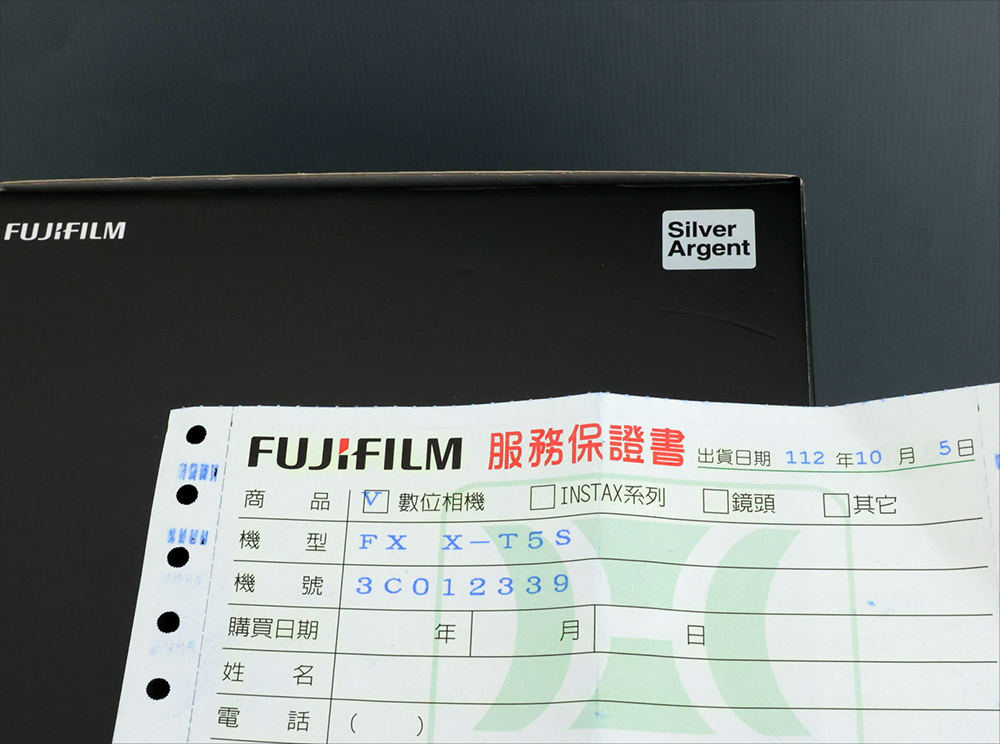 FUJIFILM
Silver
Argent
FUJIFILM 服務保證書 出貨日期 112 年 10 月 5 日
商品 V 數位相機 □INSTAX系列 □鏡頭 □其它
機型 FX X-T5S
機號 3C012339
購買日期 年 月 日
姓名
電話 ( )